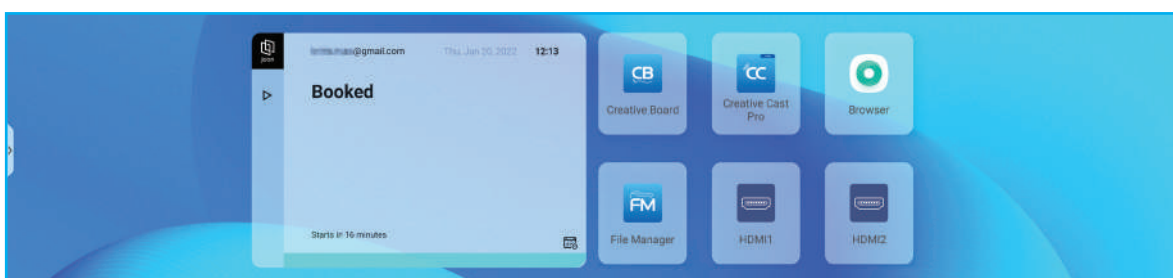 @gmail.com Thu, Jan 20, 2022 12:13
join
Booked
Starts in 16 minutes
CB
Creative Board
CC
Creative Cast
Pro
Browser
FM
File Manager
HDMI1
HDMI2